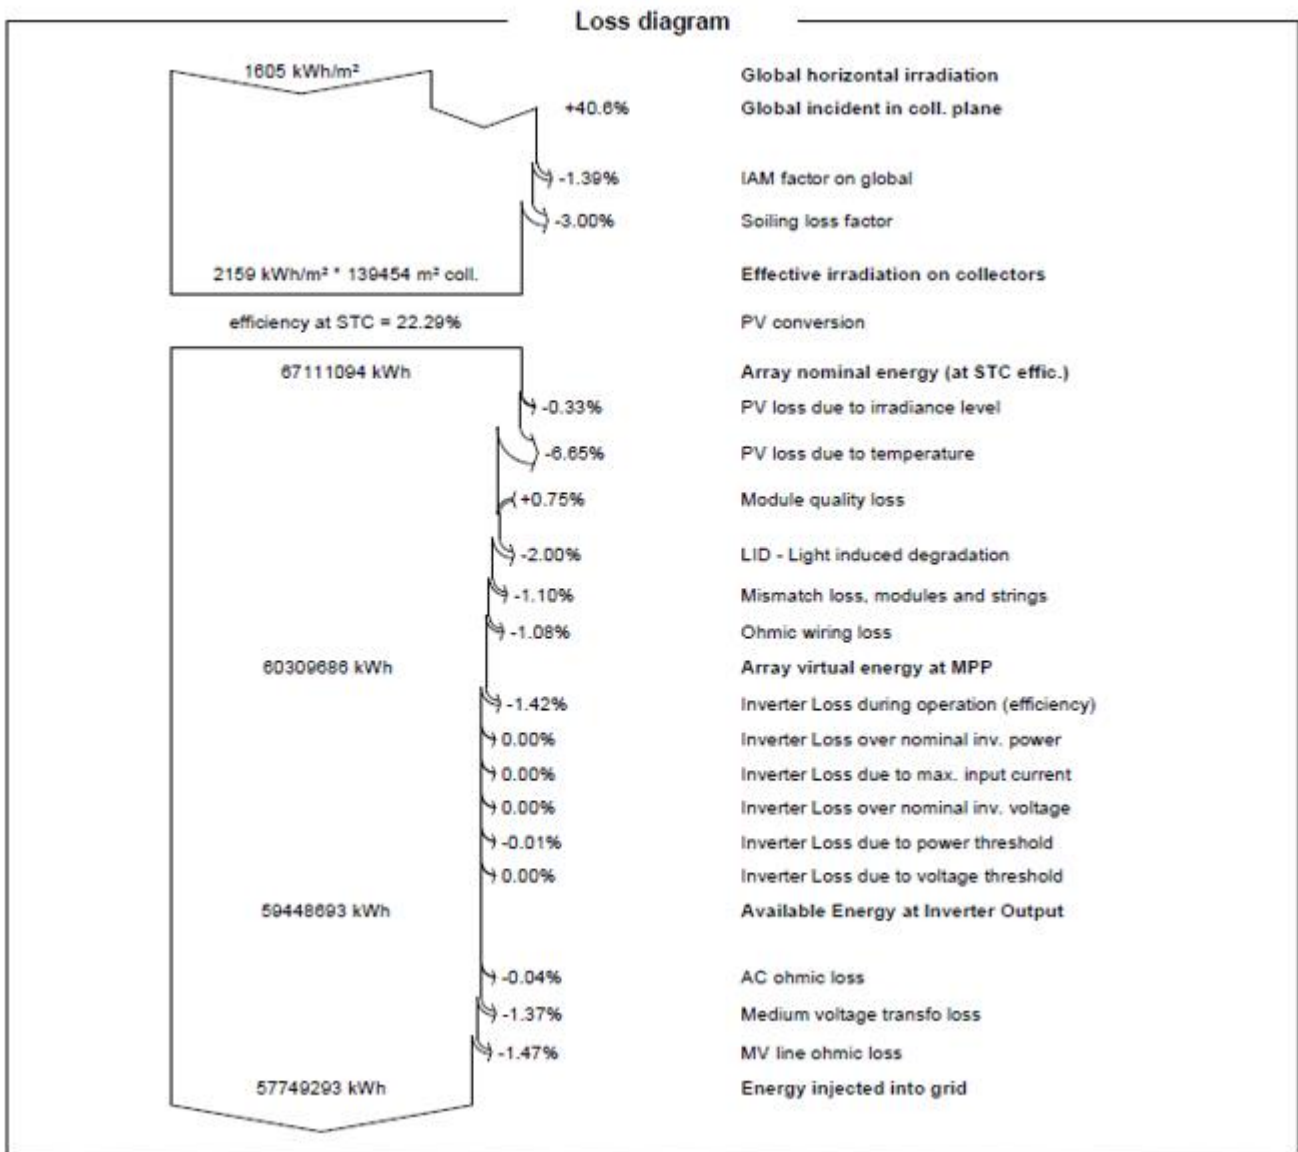 Loss diagram
1605 kWh/m² Global horizontal irradiation
+40.6% Global incident in coll. plane
-1.39% IAM factor on global
-3.00% Soiling loss factor
2159 kWh/m² * 139454 m² coll. Effective irradiation on collectors
efficiency at STC = 22.29% PV conversion
67111094 kWh Array nominal energy (at STC effic.)
-0.33% PV loss due to irradiance level
-6.65% PV loss due to temperature
+0.75% Module quality loss
-2.00% LID - Light induced degradation
-1.10% Mismatch loss, modules and strings
-1.08% Ohmic wiring loss
60309686 kWh Array virtual energy at MPP
-1.42% Inverter Loss during operation (efficiency)
0.00% Inverter Loss over nominal inv. power
0.00% Inverter Loss due to max. input current
0.00% Inverter Loss over nominal inv. voltage
-0.01% Inverter Loss due to power threshold
0.00% Inverter Loss due to voltage threshold
59448693 kWh Available Energy at Inverter Output
-0.04% AC ohmic loss
-1.37% Medium voltage transfo loss
-1.47% MV line ohmic loss
57749293 kWh Energy injected into grid